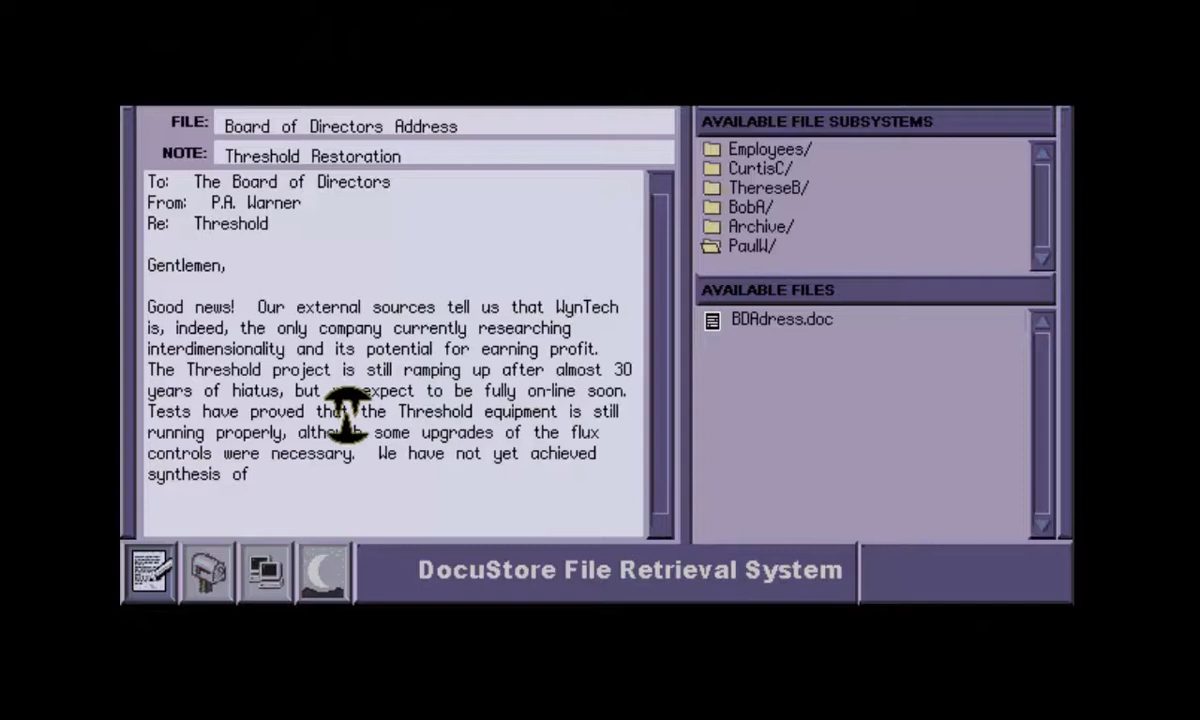 FILE: Board of Directors Address
NOTE: Threshold Restoration
To: The Board of Directors
From: P.A. Warner
Re: Threshold
Gentlemen,
Good news! Our external sources tell us that WynTech
is, indeed, the only company currently researching
interdimensionality and its potential for earning profit.
The Threshold project is still ramping up after almost 30
years of hiatus, but expect to be fully on-line soon.
Tests have proved that the Threshold equipment is still
running properly, although some upgrades of the flux
controls were necessary. We have not yet achieved
synthesis of
AVAILABLE FILE SUBSYSTEMS
Employees/
CurtisC/
ThereseB/
BobA/
Archive/
PaulW/
AVAILABLE FILES
BDAdress.doc
DocuStore File Retrieval System